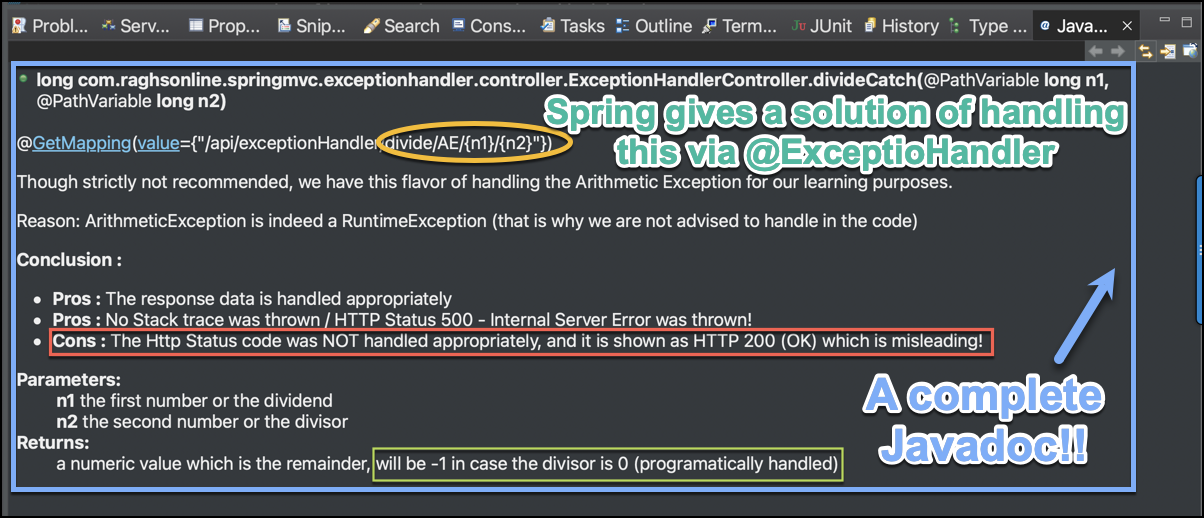 Probl... Serv... Prop... Snip... Search Cons... Tasks Outline Term... JUnit History Type ... @ Java...
long com.raghsonline.springmvc.exceptionhandler.controller.ExceptionHandlerController.divideCatch(@PathVariable long n1,
@PathVariable long n2)
Spring gives a solution of handling
this via @ExceptioHandler
@GetMapping(value={"/api/exceptionHandler/divide/AE/{n1}/{n2}"})
Though strictly not recommended, we have this flavor of handling the Arithmetic Exception for our learning purposes.
Reason: ArithmeticException is indeed a RuntimeException (that is why we are not advised to handle in the code)
Conclusion :
• Pros : The response data is handled appropriately
• Pros : No Stack trace was thrown / HTTP Status 500 - Internal Server Error was thrown!
• Cons : The Http Status code was NOT handled appropriately, and it is shown as HTTP 200 (OK) which is misleading!
Parameters:
n1 the first number or the dividend
n2 the second number or the divisor
Returns:
a numeric value which is the remainder, will be -1 in case the divisor is 0 (programatically handled)
A complete
Javadoc!!